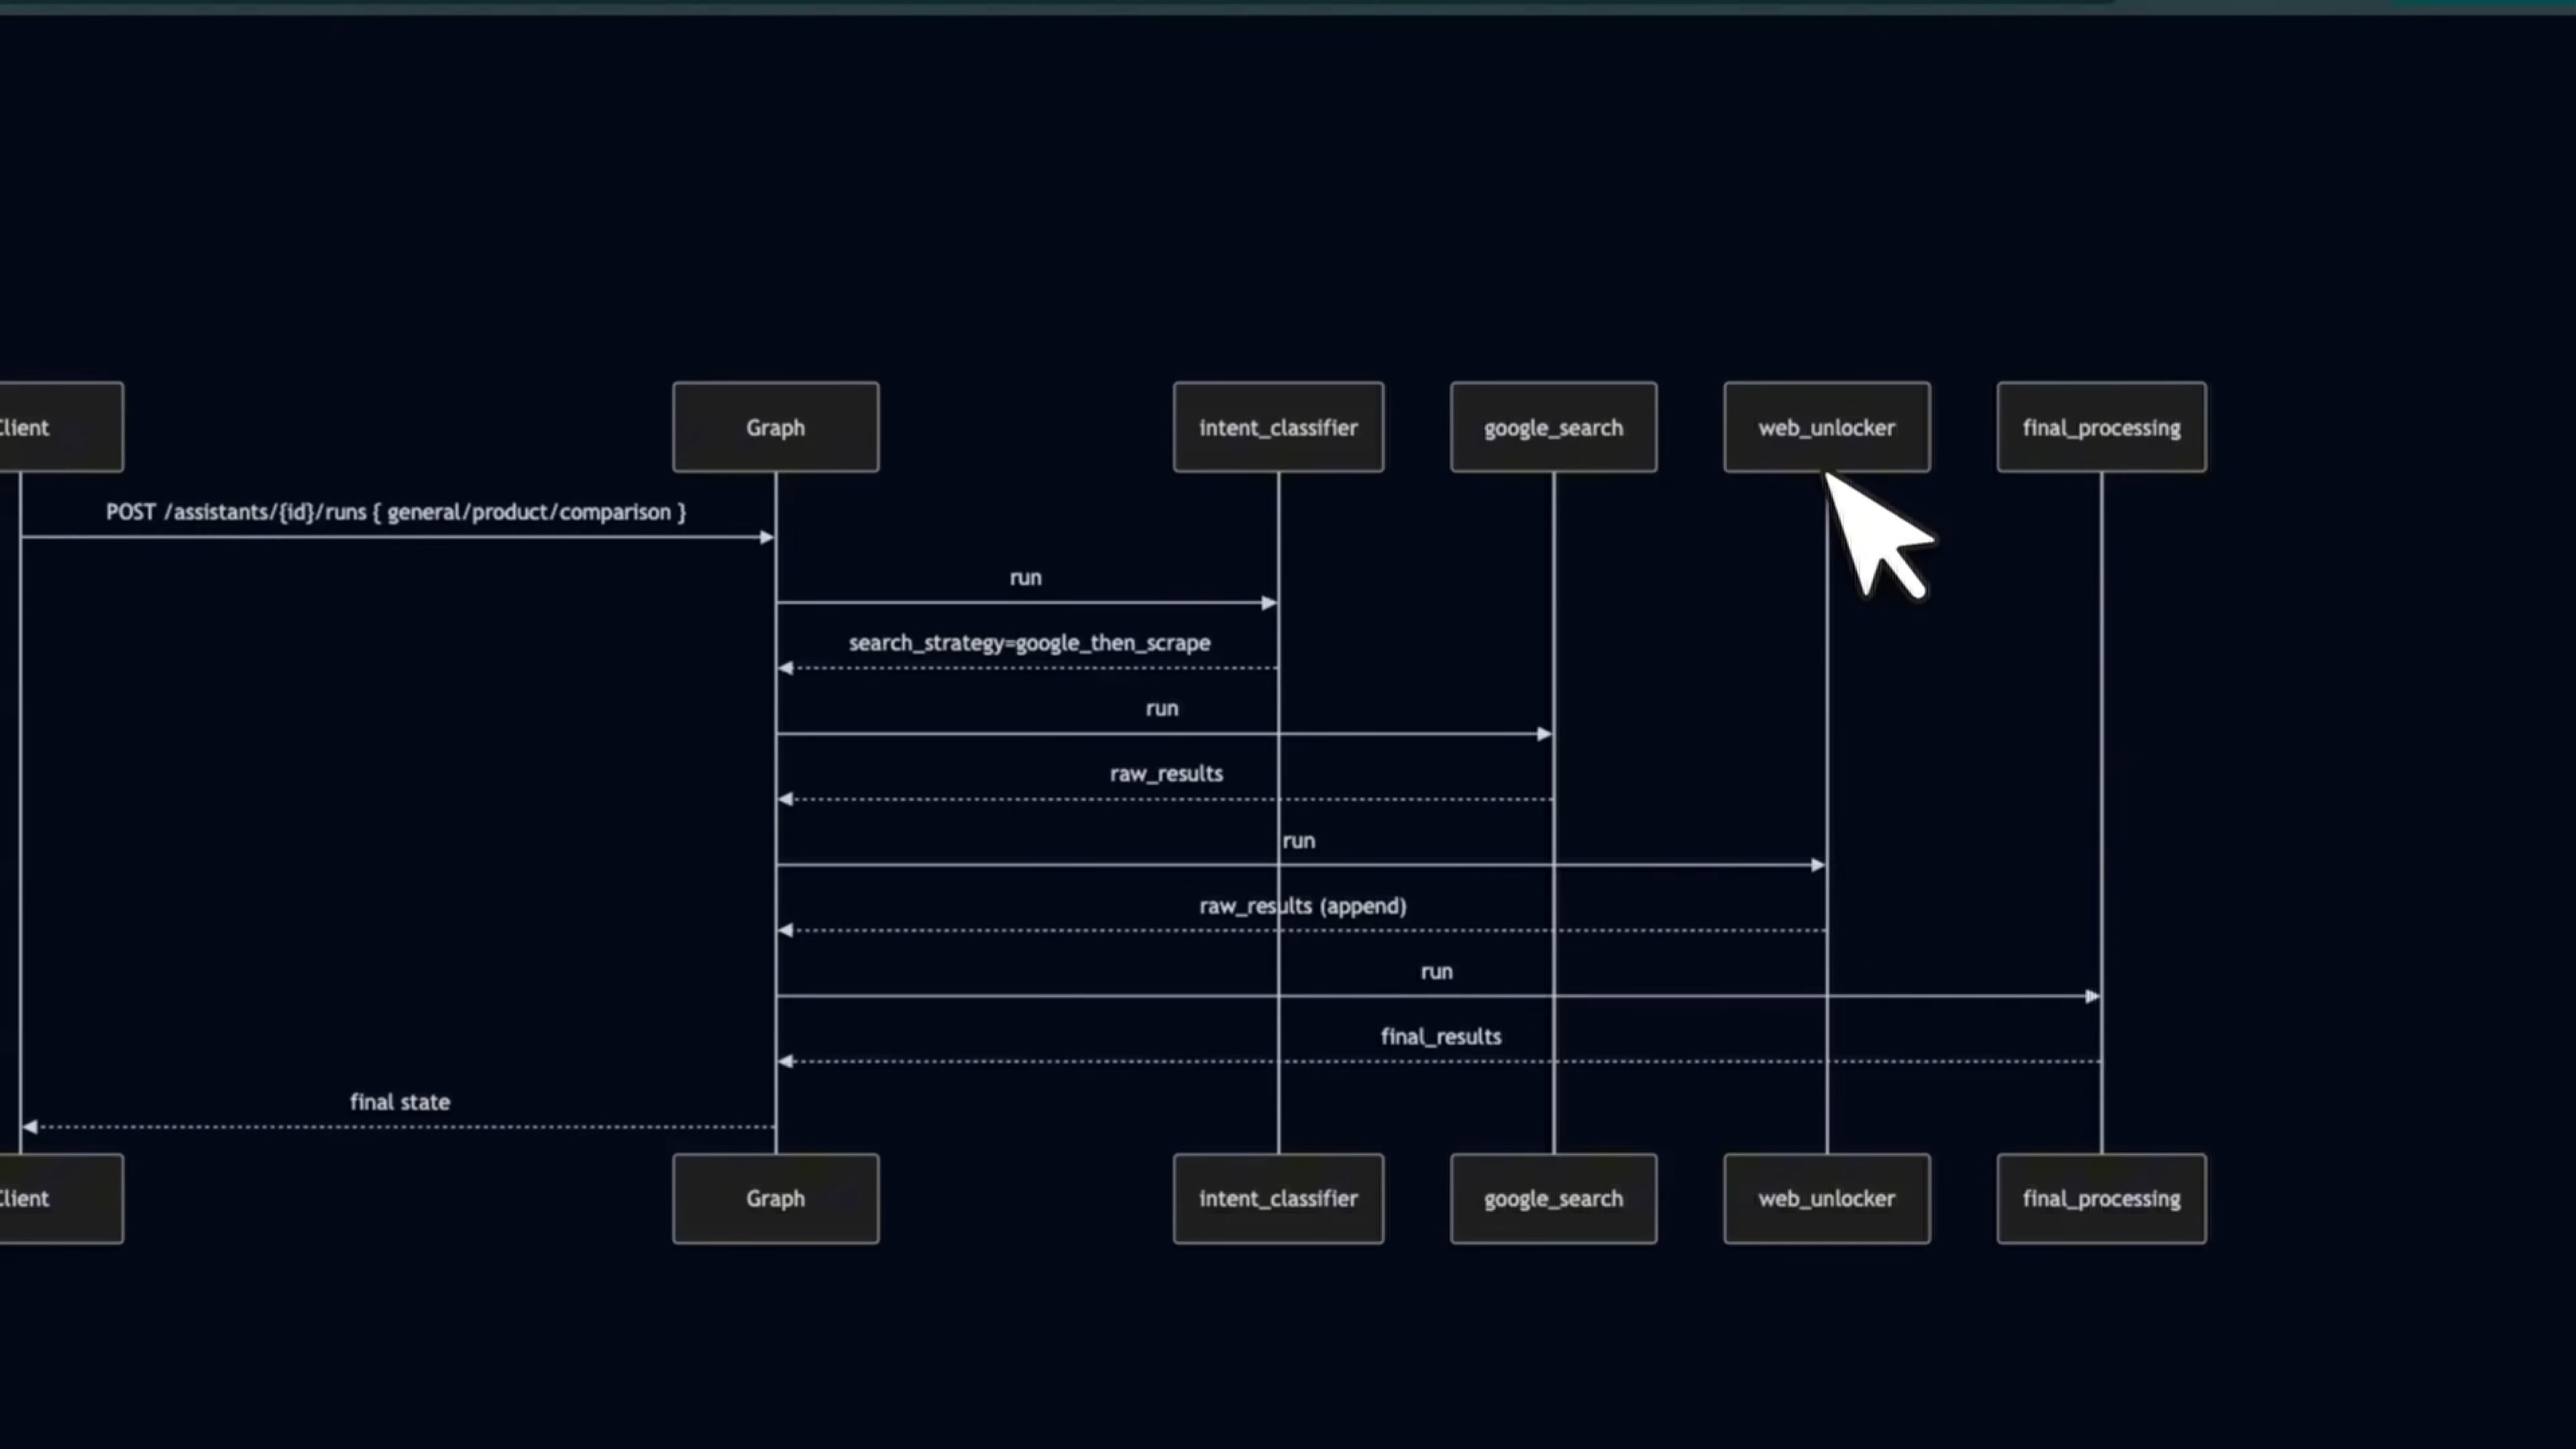 Client
Graph
intent_classifier
google_search
web_unlocker
final_processing
POST /assistants/{id}/runs { general/product/comparison }
run
search_strategy=google_then_scrape
run
raw_results
run
raw_results (append)
run
final_results
final state
Client
Graph
intent_classifier
google_search
web_unlocker
final_processing